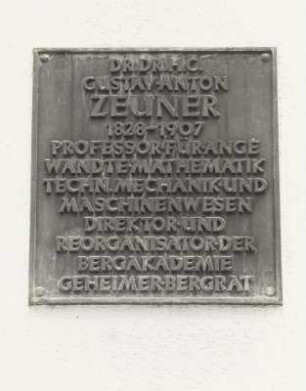 DR.DR.H.C.
GUSTAV·ANTON
ZEUNER
1828–1907
PROFESSOR·FÜR·ANGE
WANDTE·MATHEMATIK
TECHN.MECHANIK·UND
MASCHINENWESEN
DIREKTOR·UND
REORGANISATOR·DER
BERGAKADEMIE
GEHEIMER·BERGRAT